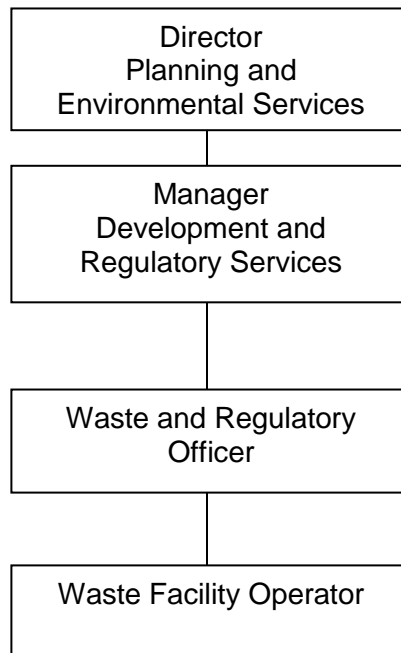 Director
Planning and
Environmental Services
Manager
Development and
Regulatory Services
Waste and Regulatory
Officer
Waste Facility Operator